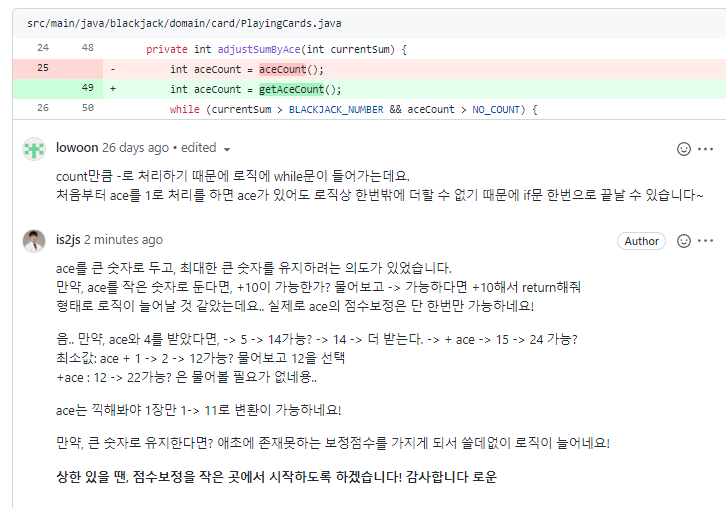 src/main/java/blackjack/domain/card/PlayingCards.java
24 48 private int adjustSumByAce(int currentSum) {
25 - int aceCount = aceCount();
49 + int aceCount = getAceCount();
26 50 while (currentSum > BLACKJACK_NUMBER && aceCount > NO_COUNT) {
lowoon 26 days ago • edited
count만큼 -로 처리하기 때문에 로직에 while문이 들어가는데요.
처음부터 ace를 1로 처리를 하면 ace가 있어도 로직상 한번밖에 더할 수 없기 때문에 if문 한번으로 끝날 수 있습니다~
is2js 2 minutes ago Author
ace를 큰 숫자로 두고, 최대한 큰 숫자를 유지하려는 의도가 있었습니다.
만약, ace를 작은 숫자로 둔다면, +10이 가능한가? 물어보고 -> 가능하다면 +10해서 return해줘
형태로 로직이 늘어날 것 같았는데요.. 실제로 ace의 점수보정은 단 한번만 가능하네요!
음.. 만약, ace와 4를 받았다면, -> 5 -> 14가능? -> 14 -> 더 받는다. -> + ace -> 15 -> 24 가능?
최소값: ace + 1 -> 2 -> 12가능? 물어보고 12을 선택
+ace : 12 -> 22가능? 은 물어볼 필요가 없네용..
ace는 끽해봐야 1장만 1-> 11로 변환이 가능하네요!
만약, 큰 숫자로 유지한다면? 애초에 존재못하는 보정점수를 가지게 되서 쓸데없이 로직이 늘어네요!
상한 있을 땐, 점수보정을 작은 곳에서 시작하도록 하겠습니다! 감사합니다 로운